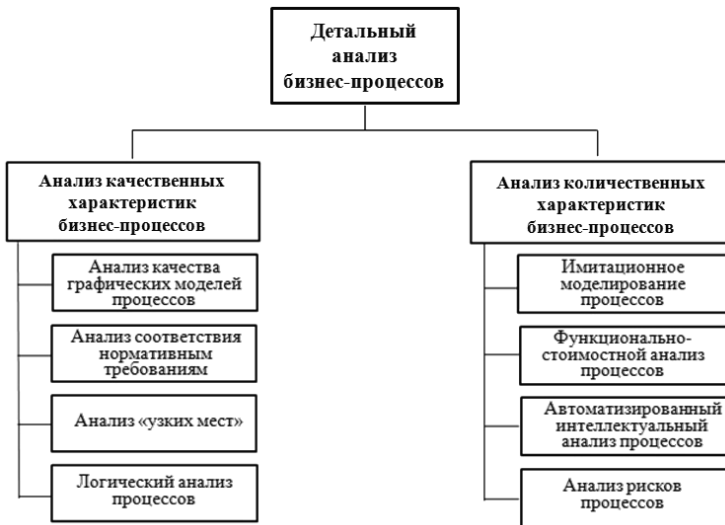 Детальный
анализ
бизнес-процессов
Анализ качественных
характеристик
бизнес-процессов
Анализ качества
графических моделей
процессов
Анализ соответствия
нормативным
требованиям
Анализ «узких мест»
Логический анализ
процессов
Анализ количественных
характеристик
бизнес-процессов
Имитационное
моделирование
процессов
Функционально-
стоимостной анализ
процессов
Автоматизированный
интеллектуальный
анализ процессов
Анализ рисков
процессов